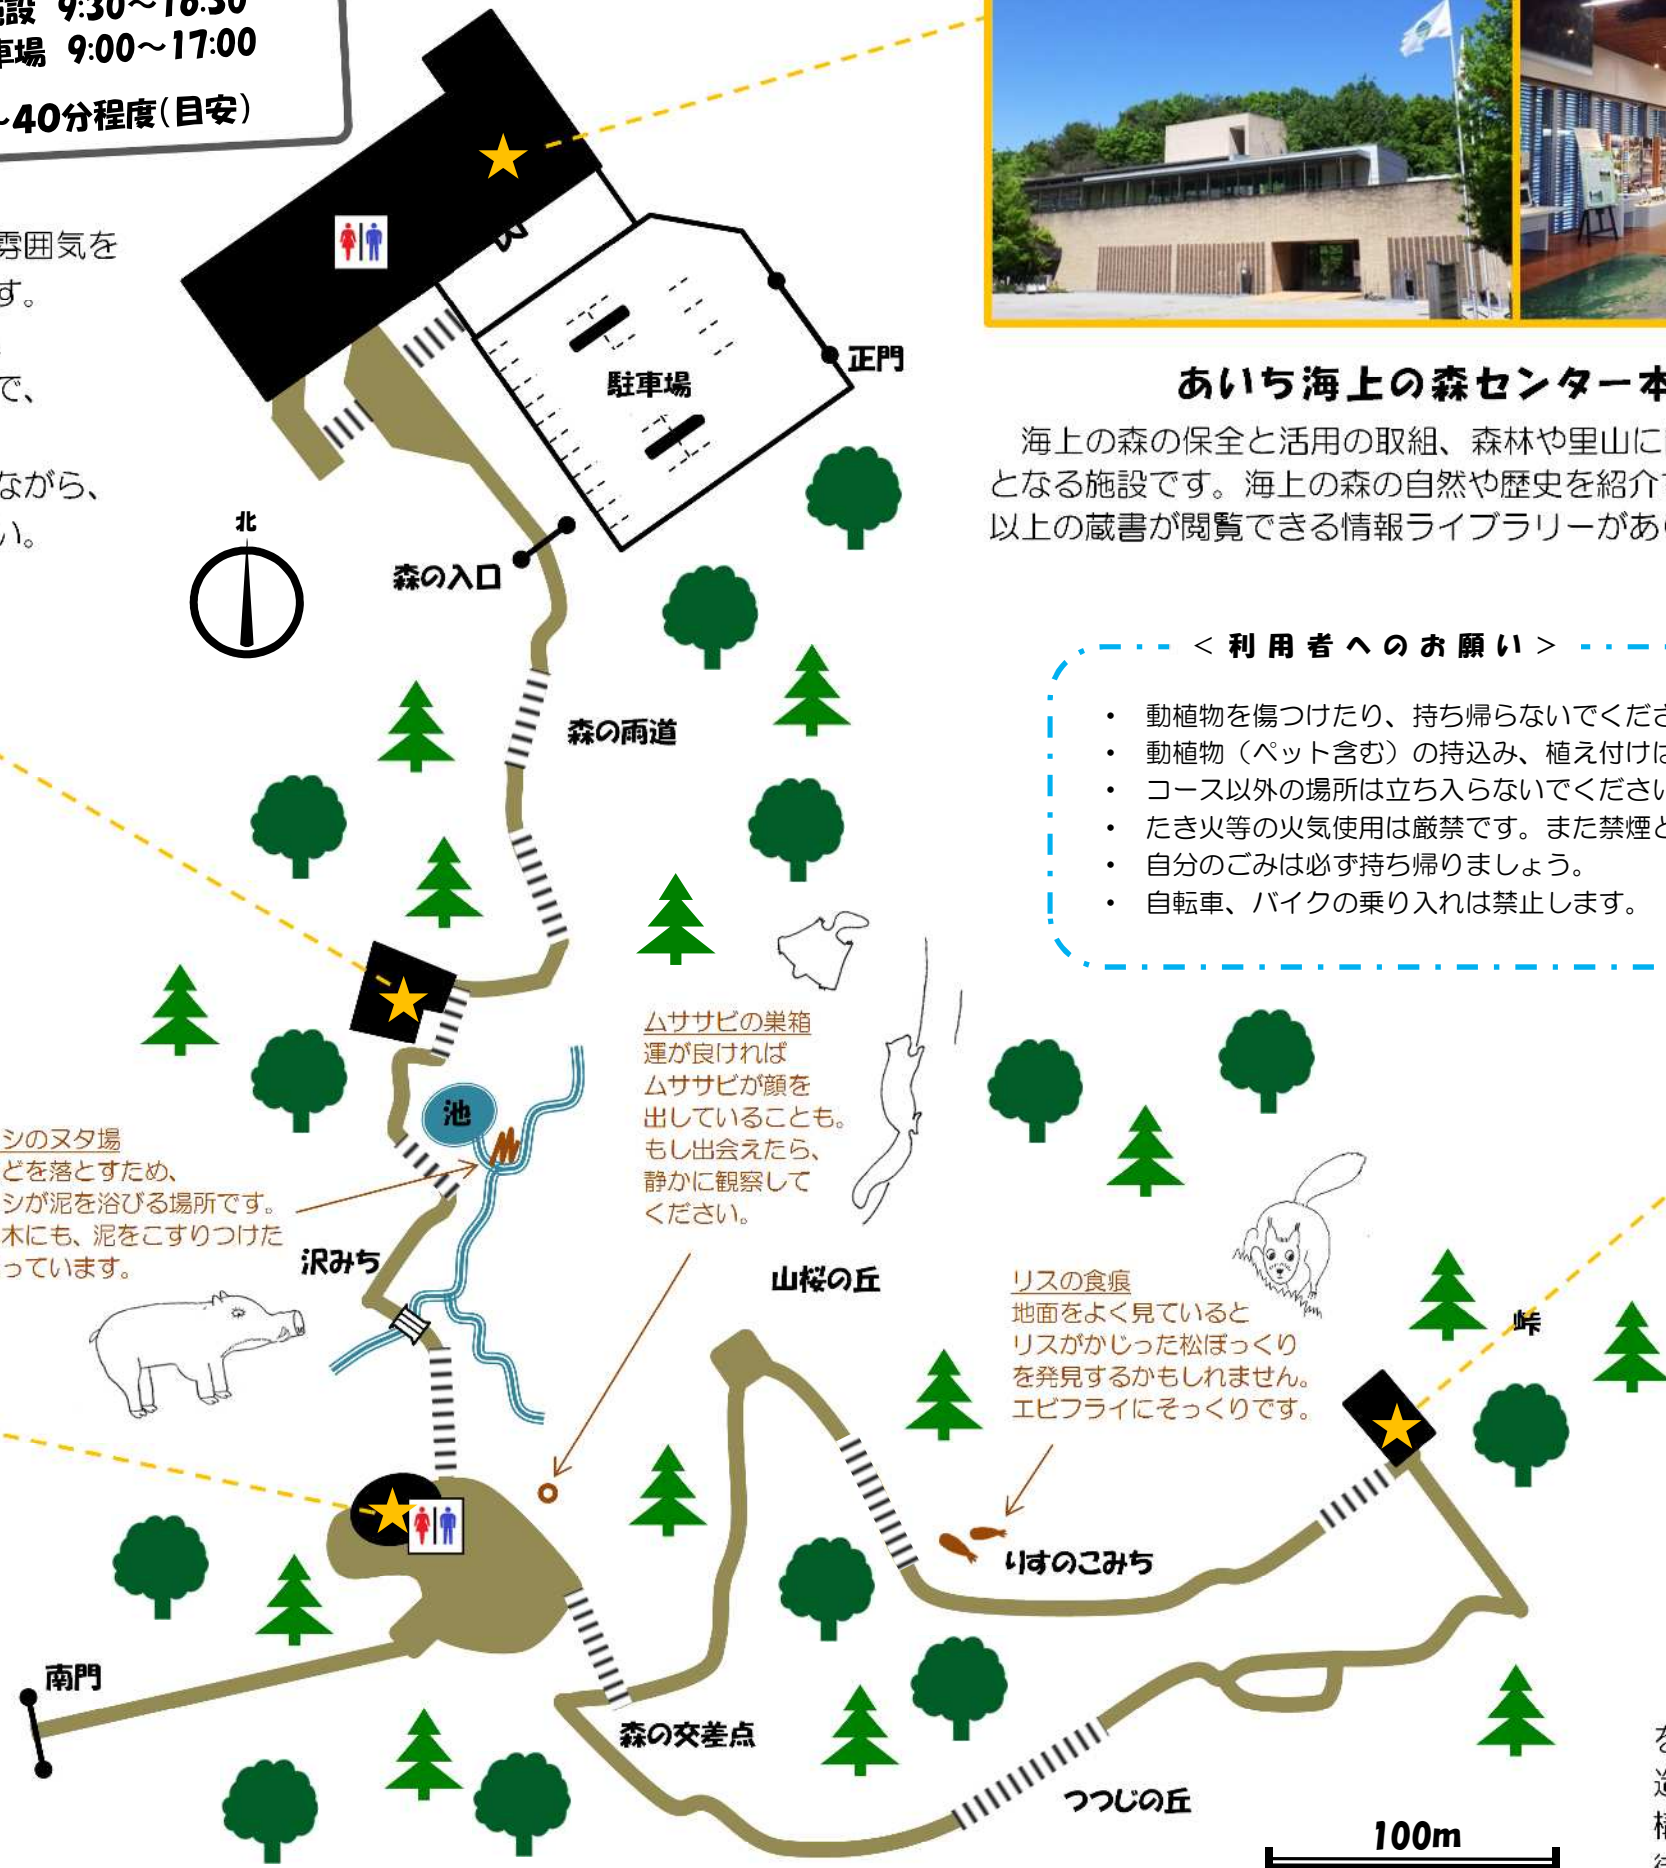 施設 9:30～16:30
車場 9:00～17:00
～40分程度(目安)
雰囲気を
す。
で、
ながら、
い。
北
駐車場
正門
森の入口
森の雨道
あいち海上の森センター本
海上の森の保全と活用の取組、森林や里山に
となる施設です。海上の森の自然や歴史を紹介
以上の蔵書が閲覧できる情報ライブラリーがあ
<利用者へのお願い>
・ 動植物を傷つけたり、持ち帰らないでくださ
・ 動植物（ペット含む）の持込み、植え付けは
・ コース以外の場所は立ち入らないでください
・ たき火等の火気使用は厳禁です。また禁煙と
・ 自分のごみは必ず持ち帰りましょう。
・ 自転車、バイクの乗り入れは禁止します。
ムササビの巣箱
運が良ければ
ムササビが顔を
出していることも。
もし出会えたら、
静かに観察して
ください。
池
シのヌタ場
どを落とすため、
シが泥を浴びる場所です。
木にも、泥をこすりつけた
っています。
沢みち
山桜の丘
リスの食痕
地面をよく見ていると
リスがかじった松ぼっくり
を発見するかもしれません。
エビフライにそっくりです。
峠
りすのこみち
南門
森の交差点
つつじの丘
100m